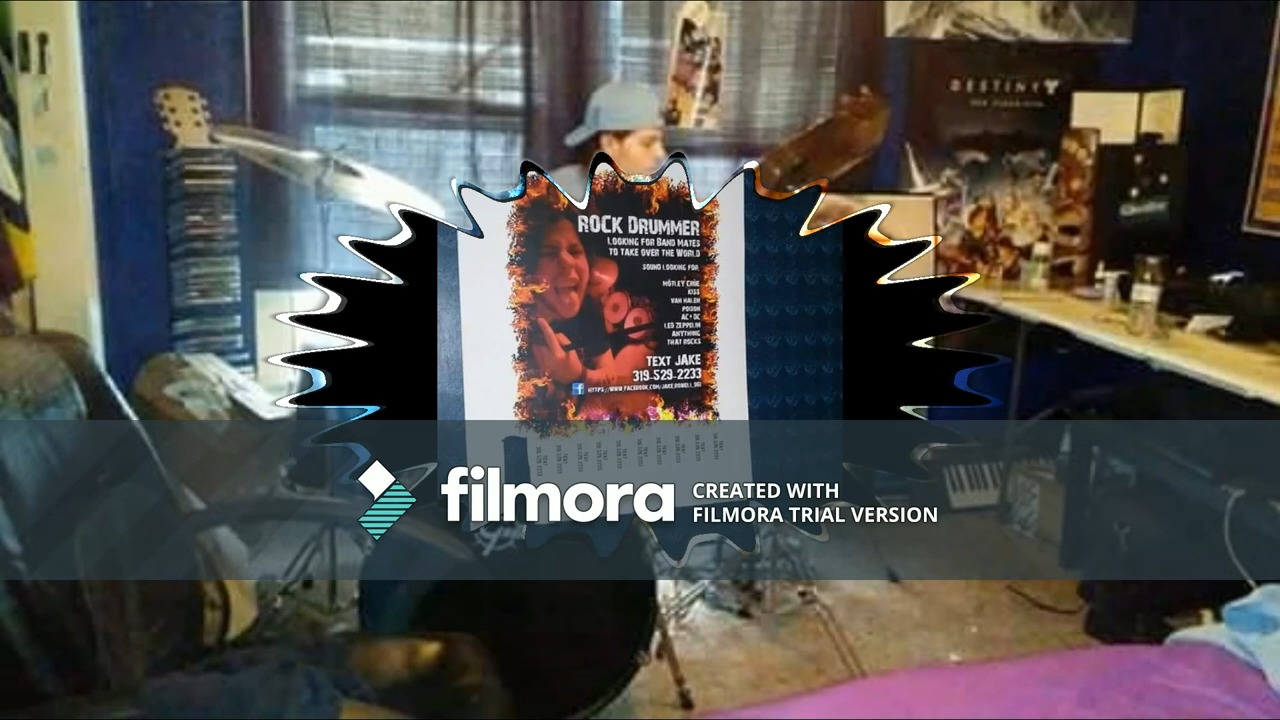 DESTINY
ROCK DRUMMER
LOOKING FOR BAND MATES
TO TAKE OVER THE WORLD
SOUND LOOKING FOR:
MÖTLEY CRÜE
KISS
VAN HALEN
POISON
AC⚡DC
LED ZEPPELIN
ANYTHING
THAT ROCKS
TEXT JAKE
319-529-2233
f
filmora
CREATED WITH
FILMORA TRIAL VERSION